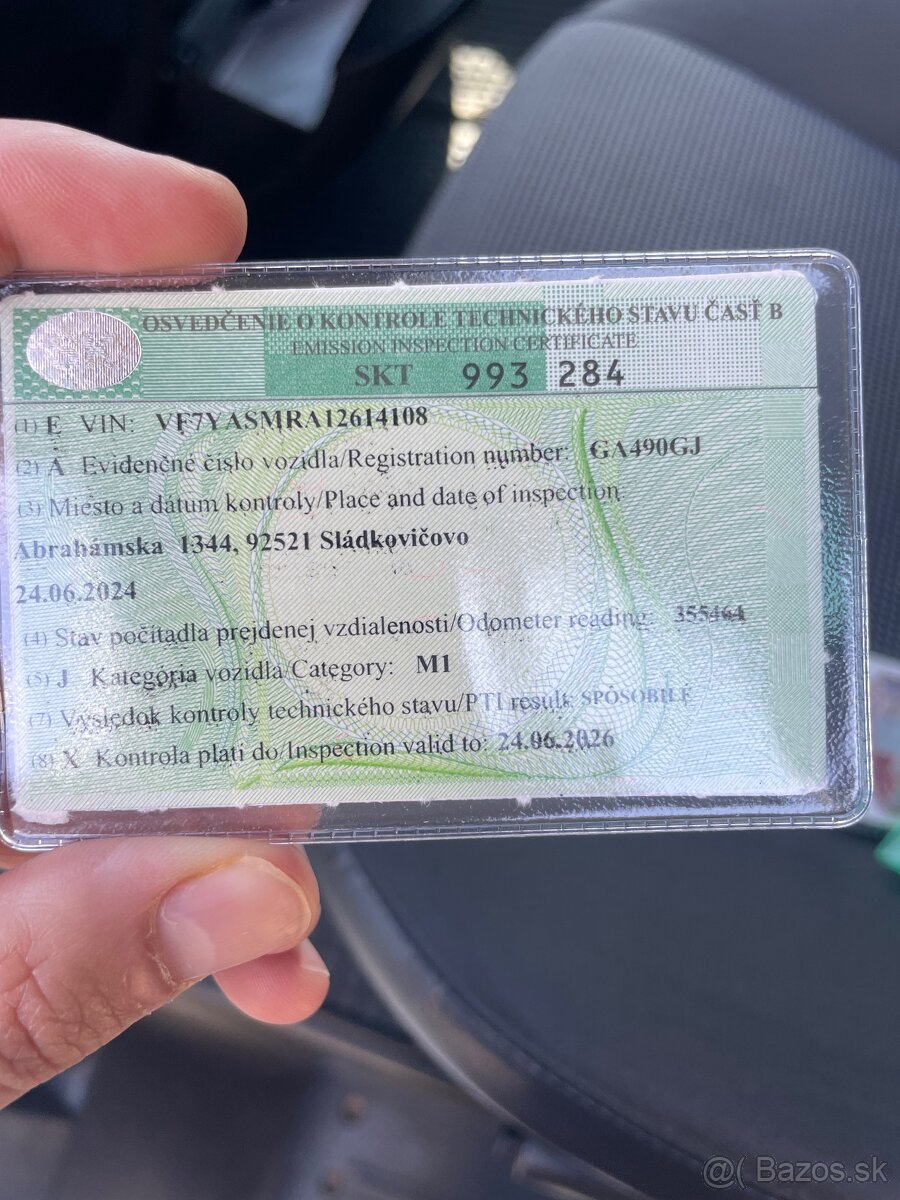 OSVEDČENIE O KONTROLE TECHNICKÉHO STAVU ČASŤ B
EMISSION INSPECTION CERTIFICATE
SKT 993 284
(1) E VIN: VF7YASMRA12614108
(2) A Evidenčné číslo vozidla/Registration number: GA490GJ
(3) Miesto a dátum kontroly/Place and date of inspection
Abrahámska 1344, 92521 Sládkovičovo
24.06.2024
(4) Stav počítadla prejdenej vzdialenosti/Odometer reading: 355464
(5) J Kategória vozidla/Category: M1
(7) Výsledok kontroly technického stavu/PTI result: SPÔSOBILÉ
(8) X Kontrola platí do/Inspection valid to: 24.06.2026
@( Bazos.sk